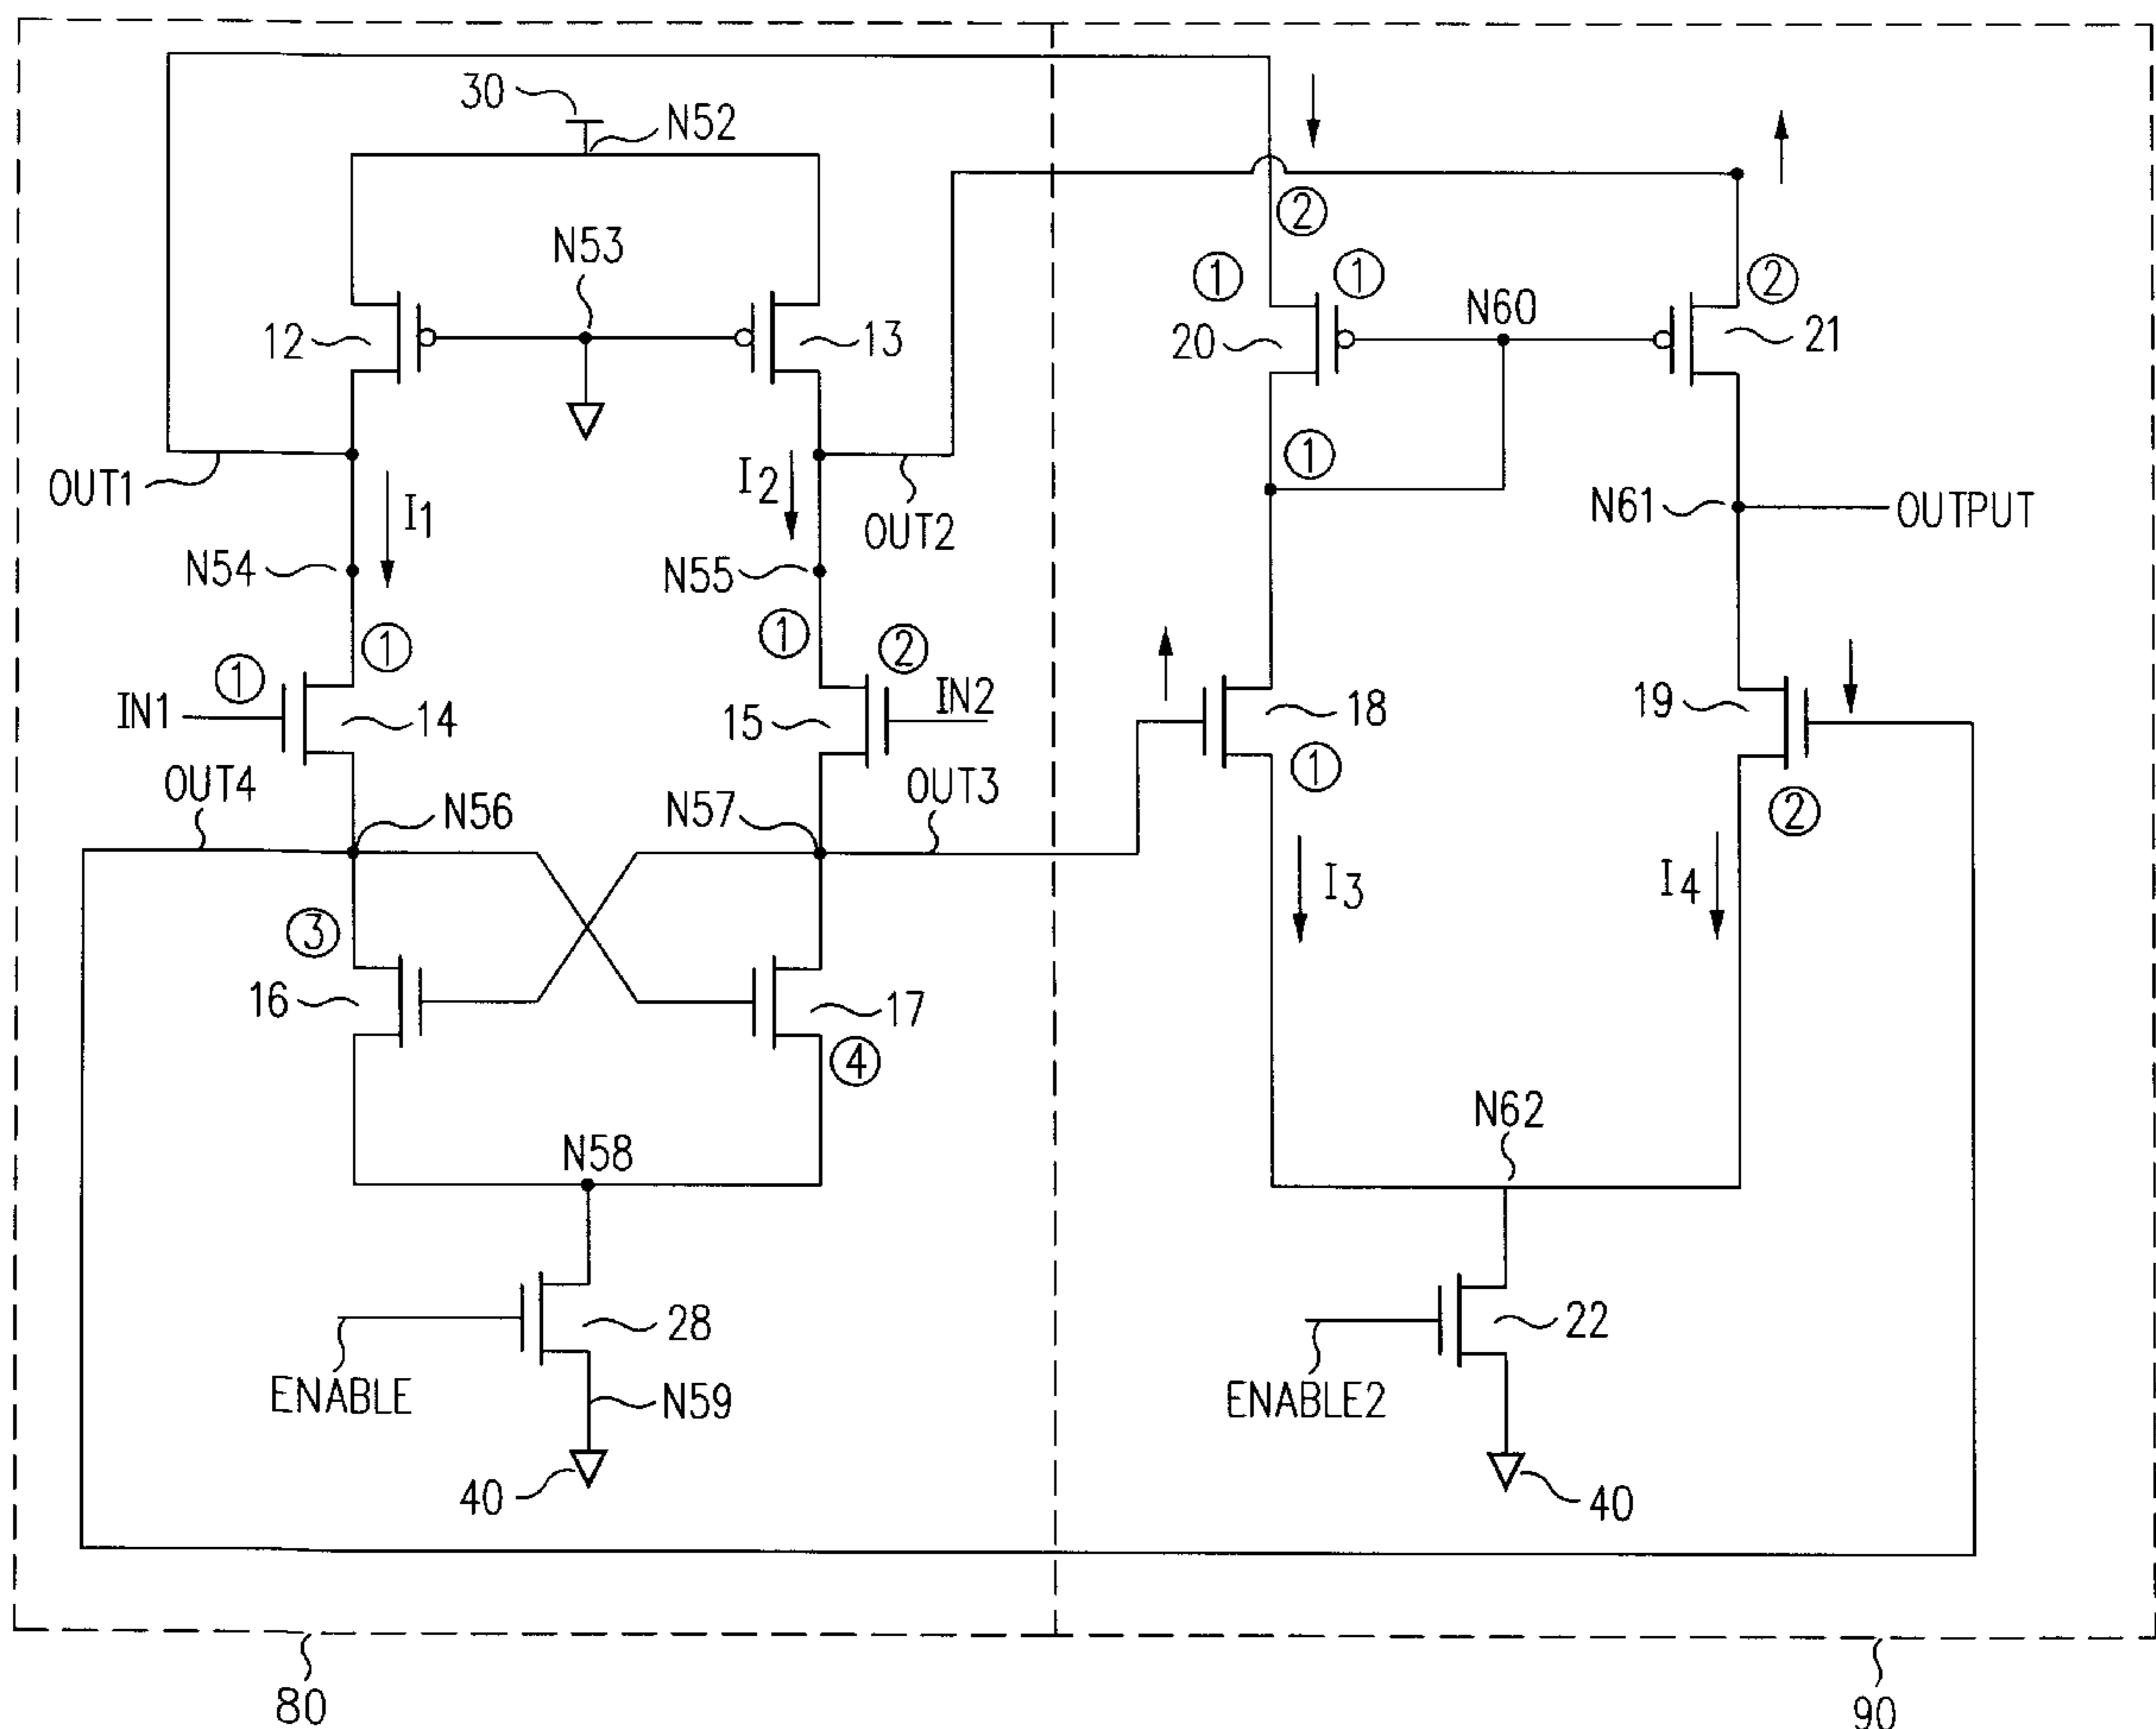 30
N52
②
N53
①
①
②
12
13
20
N60
21
OUT1
I1
I2
OUT2
①
N61
OUTPUT
N54
N55
①
①
②
①
IN1
14
15
IN2
18
19
OUT4
N56
N57
OUT3
①
②
③
I3
I4
16
17
④
N58
N62
28
22
ENABLE
N59
ENABLE2
40
40
80
90